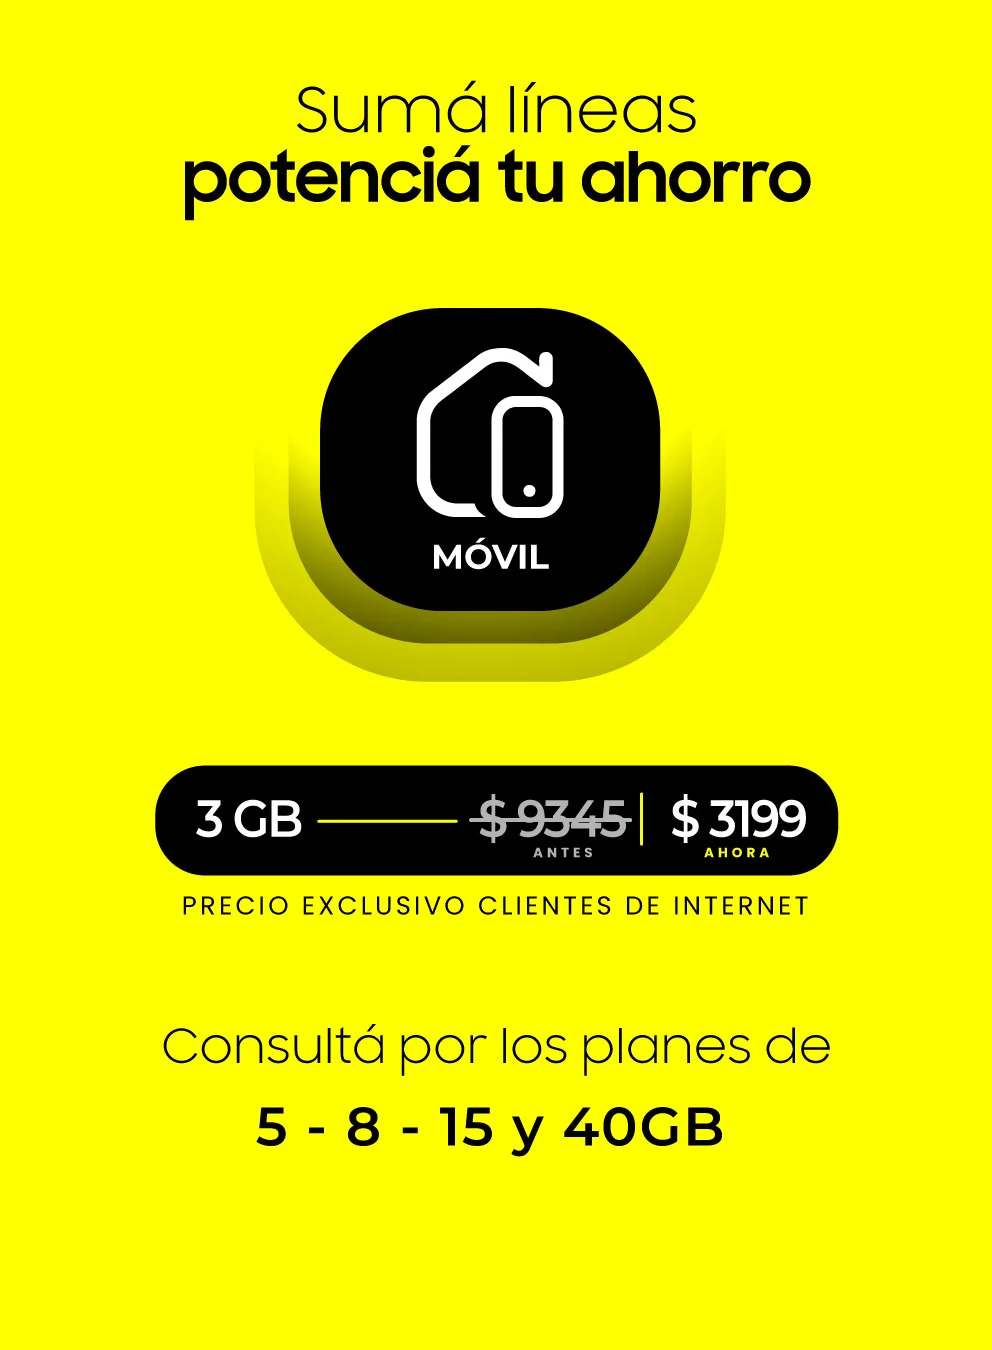 Sumá líneas
potenciá tu ahorro
MÓVIL
3 GB $ 9345 $ 3199
ANTES AHORA
PRECIO EXCLUSIVO CLIENTES DE INTERNET
Consultá por los planes de
5 - 8 - 15 y 40GB